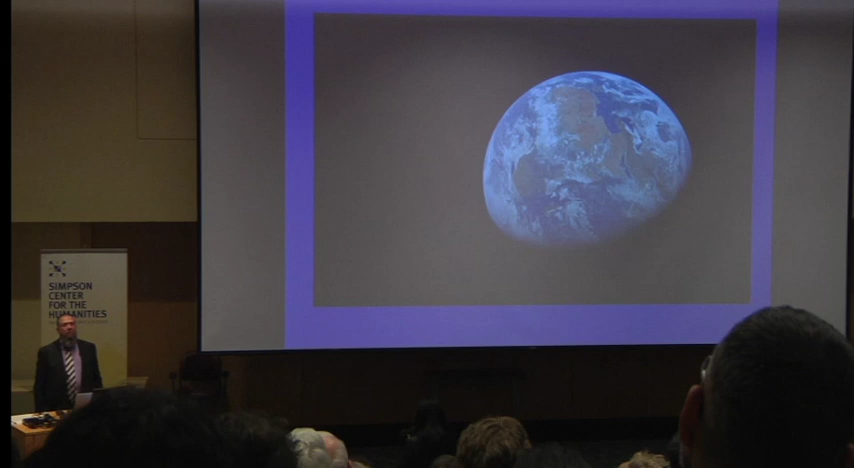 SIMPSON
CENTER
FOR THE
HUMANITIES